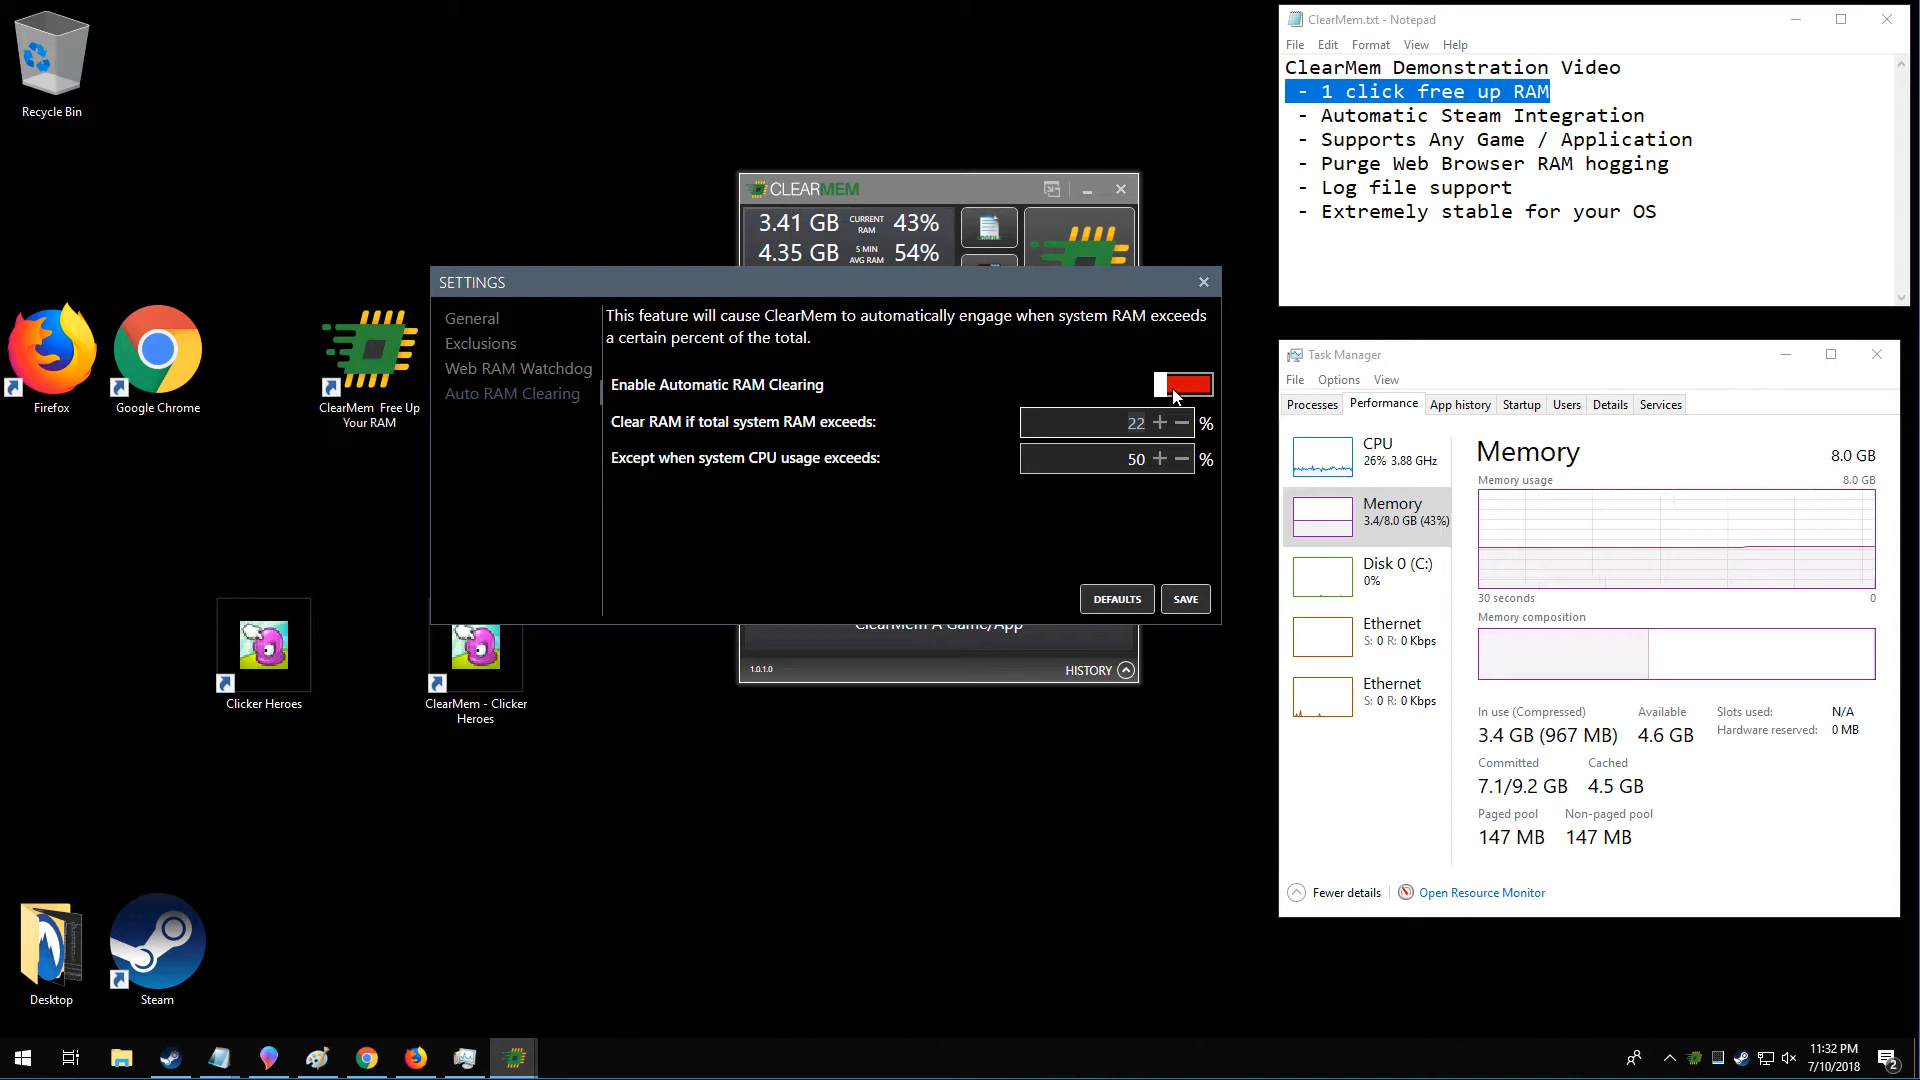 Recycle Bin
Firefox
Google Chrome
ClearMem Free Up
Your RAM
Clicker Heroes
ClearMem - Clicker
Heroes
Desktop
Steam
CLEARMEM
3.41 GB CURRENT RAM 43%
4.35 GB 5 MIN AVG RAM 54%
SETTINGS
General
Exclusions
Web RAM Watchdog
Auto RAM Clearing
This feature will cause ClearMem to automatically engage when system RAM exceeds
a certain percent of the total.
Enable Automatic RAM Clearing
Clear RAM if total system RAM exceeds: 22 + − %
Except when system CPU usage exceeds: 50 + − %
DEFAULTS SAVE
ClearMem A Game/App
1.0.1.0 HISTORY
ClearMem.txt - Notepad
File Edit Format View Help
ClearMem Demonstration Video
- 1 click free up RAM
- Automatic Steam Integration
- Supports Any Game / Application
- Purge Web Browser RAM hogging
- Log file support
- Extremely stable for your OS
Task Manager
File Options View
Processes Performance App history Startup Users Details Services
CPU
26% 3.88 GHz
Memory
3.4/8.0 GB (43%)
Disk 0 (C:)
0%
Ethernet
S: 0 R: 0 Kbps
Ethernet
S: 0 R: 0 Kbps
Memory 8.0 GB
Memory usage 8.0 GB
30 seconds 0
Memory composition
In use (Compressed) Available Slots used: N/A
3.4 GB (967 MB) 4.6 GB Hardware reserved: 0 MB
Committed Cached
7.1/9.2 GB 4.5 GB
Paged pool Non-paged pool
147 MB 147 MB
Fewer details Open Resource Monitor
11:32 PM
7/10/2018
2